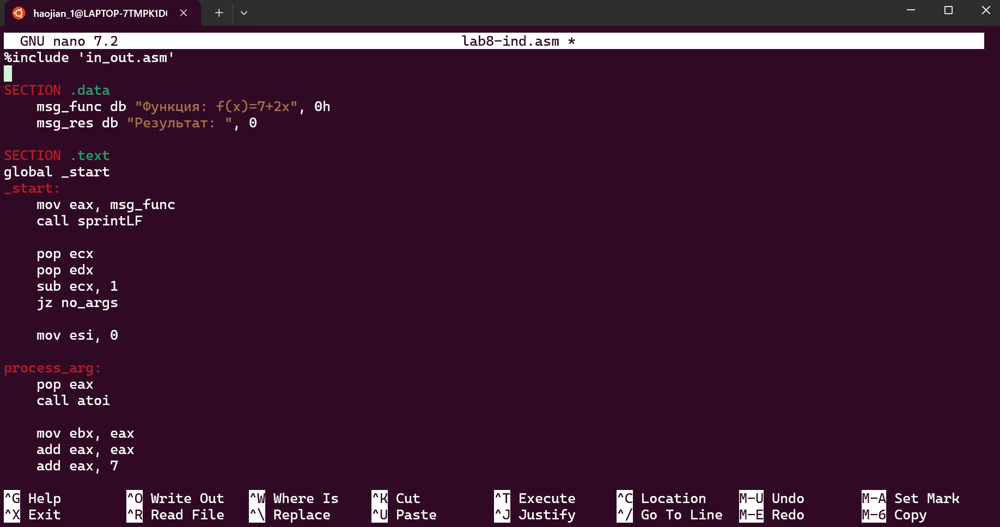 haojian_1@LAPTOP-7TMPK1D
GNU nano 7.2 lab8-ind.asm *
%include 'in_out.asm'
SECTION .data
msg_func db "Функция: f(x)=7+2x", 0h
msg_res db "Результат: ", 0
SECTION .text
global _start
_start:
mov eax, msg_func
call sprintLF
pop ecx
pop edx
sub ecx, 1
jz no_args
mov esi, 0
process_arg:
pop eax
call atoi
mov ebx, eax
add eax, eax
add eax, 7
^G Help ^O Write Out ^W Where Is ^K Cut ^T Execute ^C Location M-U Undo M-A Set Mark
^X Exit ^R Read File ^\ Replace ^U Paste ^J Justify ^/ Go To Line M-E Redo M-6 Copy